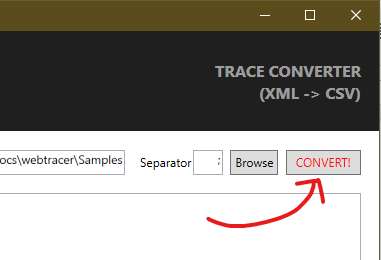 TRACE CONVERTER
(XML -> CSV)
ocs\webtracer\Samples Separator ; Browse CONVERT!